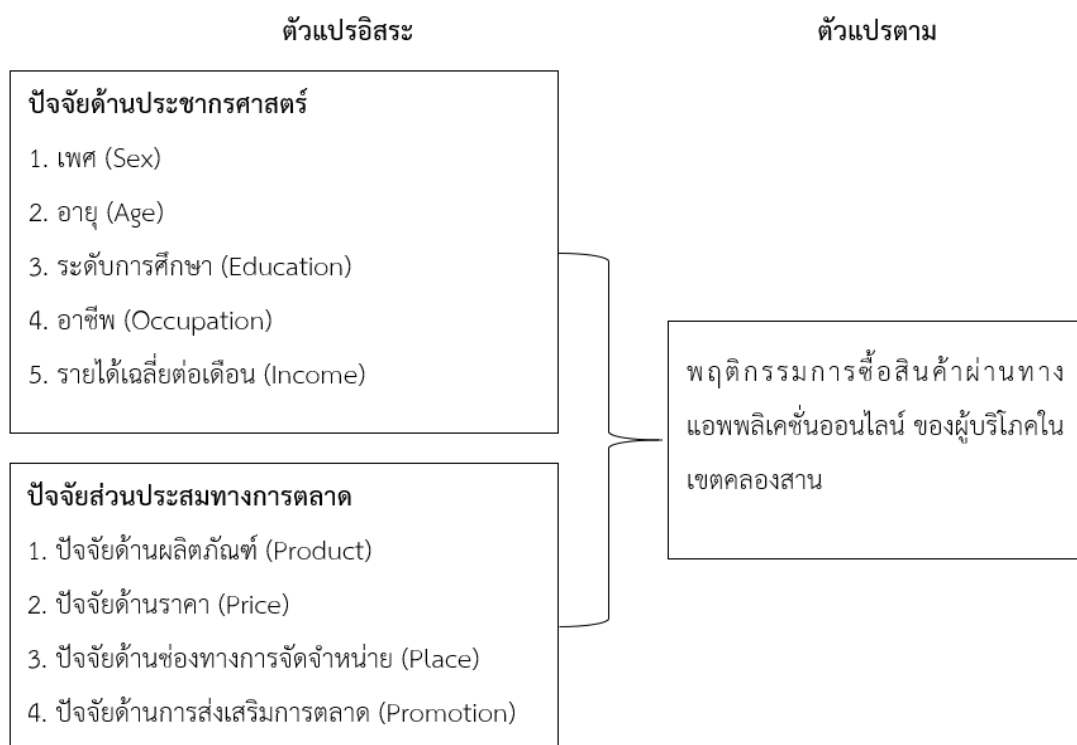 ตัวแปรอิสระ
ตัวแปรตาม
ปัจจัยด้านประชากรศาสตร์
1. เพศ (Sex)
2. อายุ (Age)
3. ระดับการศึกษา (Education)
4. อาชีพ (Occupation)
5. รายได้เฉลี่ยต่อเดือน (Income)
ปัจจัยส่วนประสมทางการตลาด
1. ปัจจัยด้านผลิตภัณฑ์ (Product)
2. ปัจจัยด้านราคา (Price)
3. ปัจจัยด้านช่องทางการจัดจำหน่าย (Place)
4. ปัจจัยด้านการส่งเสริมการตลาด (Promotion)
พฤติกรรมการซื้อสินค้าผ่านทาง
แอพพลิเคชั่นออนไลน์ ของผู้บริโภคใน
เขตคลองสาน